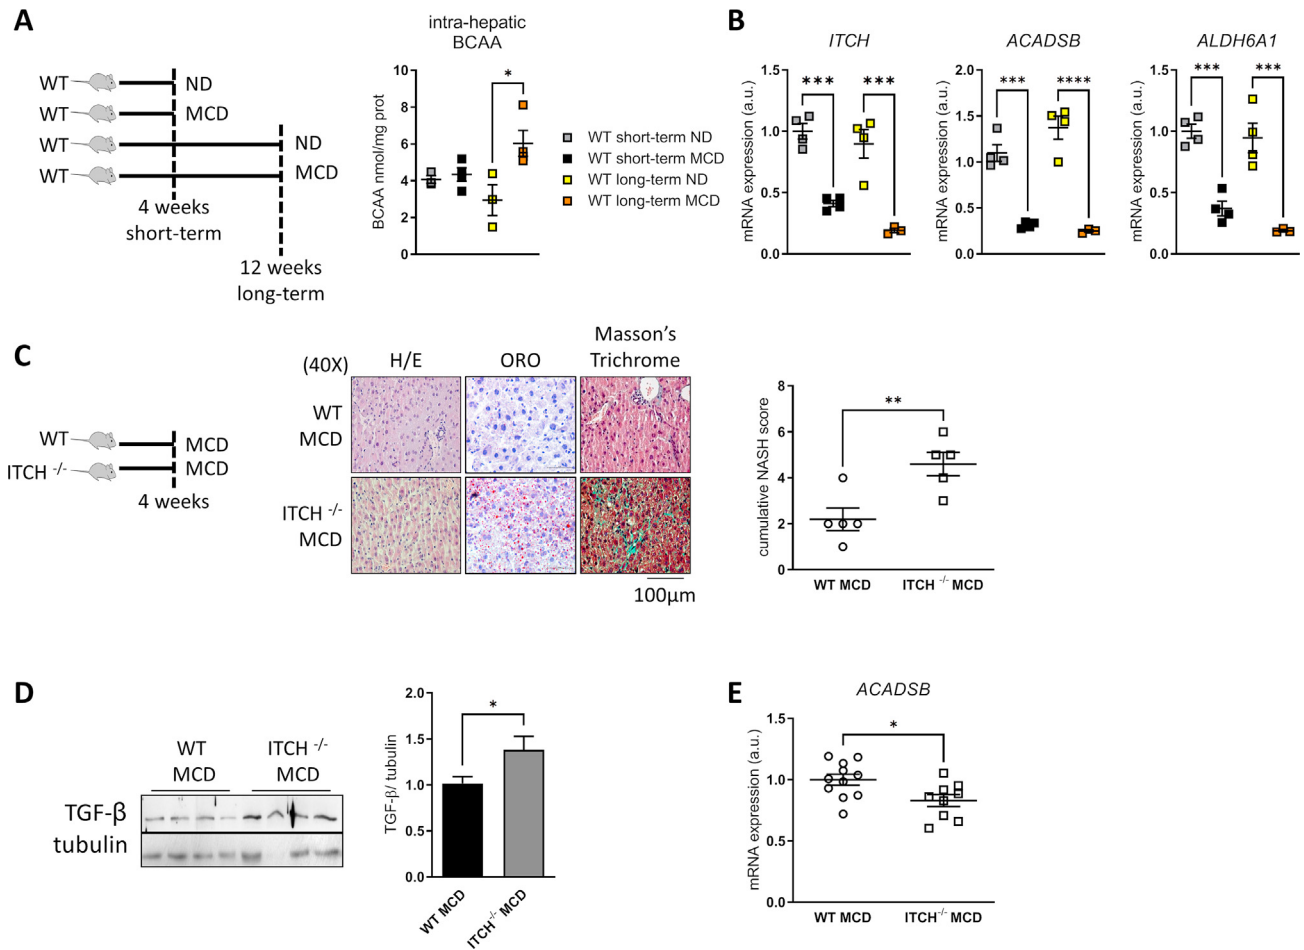 A
WT
ND
WT
MCD
WT
ND
WT
MCD
4 weeks
short-term
12 weeks
long-term
intra-hepatic
BCAA
BCAA nmol/mg prot
10
8
6
4
2
0
*
WT short-term ND
WT short-term MCD
WT long-term ND
WT long-term MCD
B
ITCH
mRNA expression (a.u.)
1.5
1.0
0.5
0.0
***
***
ACADSB
mRNA expression (a.u.)
2.0
1.5
1.0
0.5
0.0
***
****
ALDH6A1
mRNA expression (a.u.)
1.5
1.0
0.5
0.0
***
***
C
WT
MCD
ITCH -/-
MCD
4 weeks
(40X)
H/E
ORO
Masson’s
Trichrome
WT
MCD
ITCH -/-
MCD
100µm
cumulative NASH score
8
6
4
2
0
**
WT MCD
ITCH -/- MCD
D
WT
MCD
ITCH -/-
MCD
TGF-β
tubulin
TGF-β/ tubulin
2.0
1.5
1.0
0.5
0.0
*
WT MCD
ITCH-/- MCD
E
ACADSB
mRNA expression (a.u.)
1.5
1.0
0.5
0.0
*
WT MCD
ITCH-/- MCD